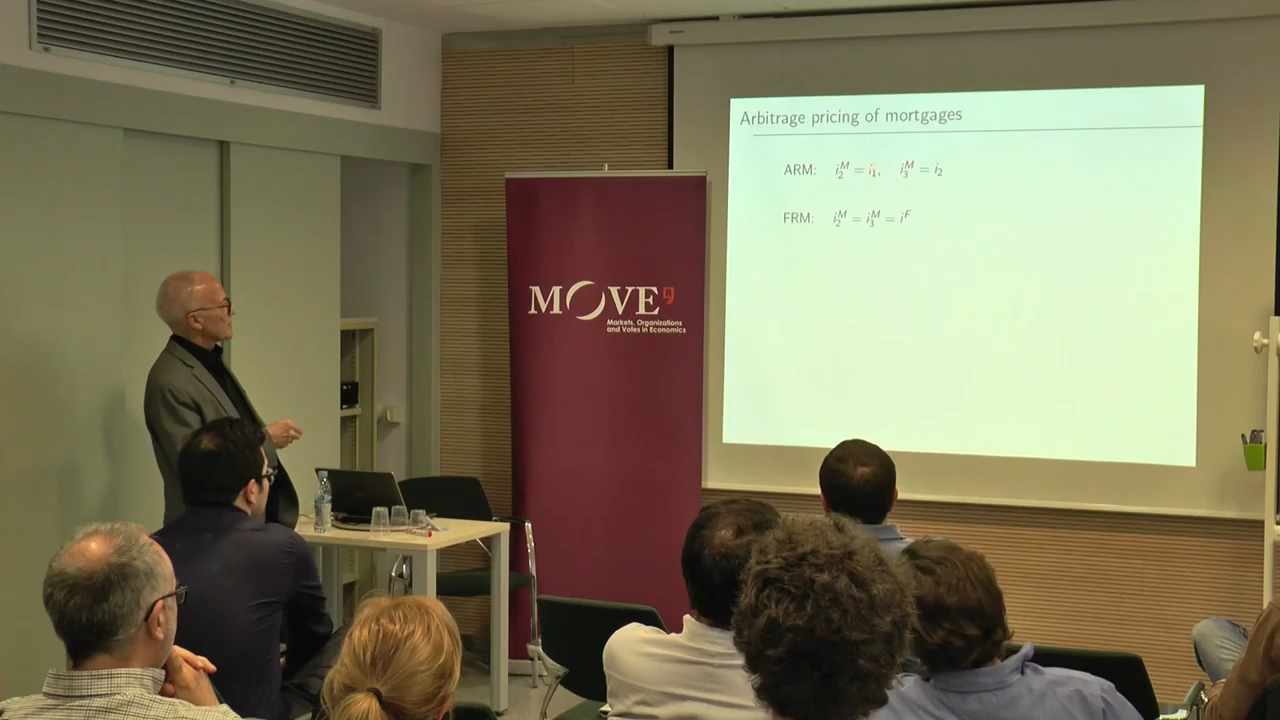 Arbitrage pricing of mortgages
ARM: i₂ᴹ = i₁, i₃ᴹ = i₂
FRM: i₂ᴹ = i₃ᴹ = iᶠ
MOVE
Markets, Organizations
and Votes in Economics